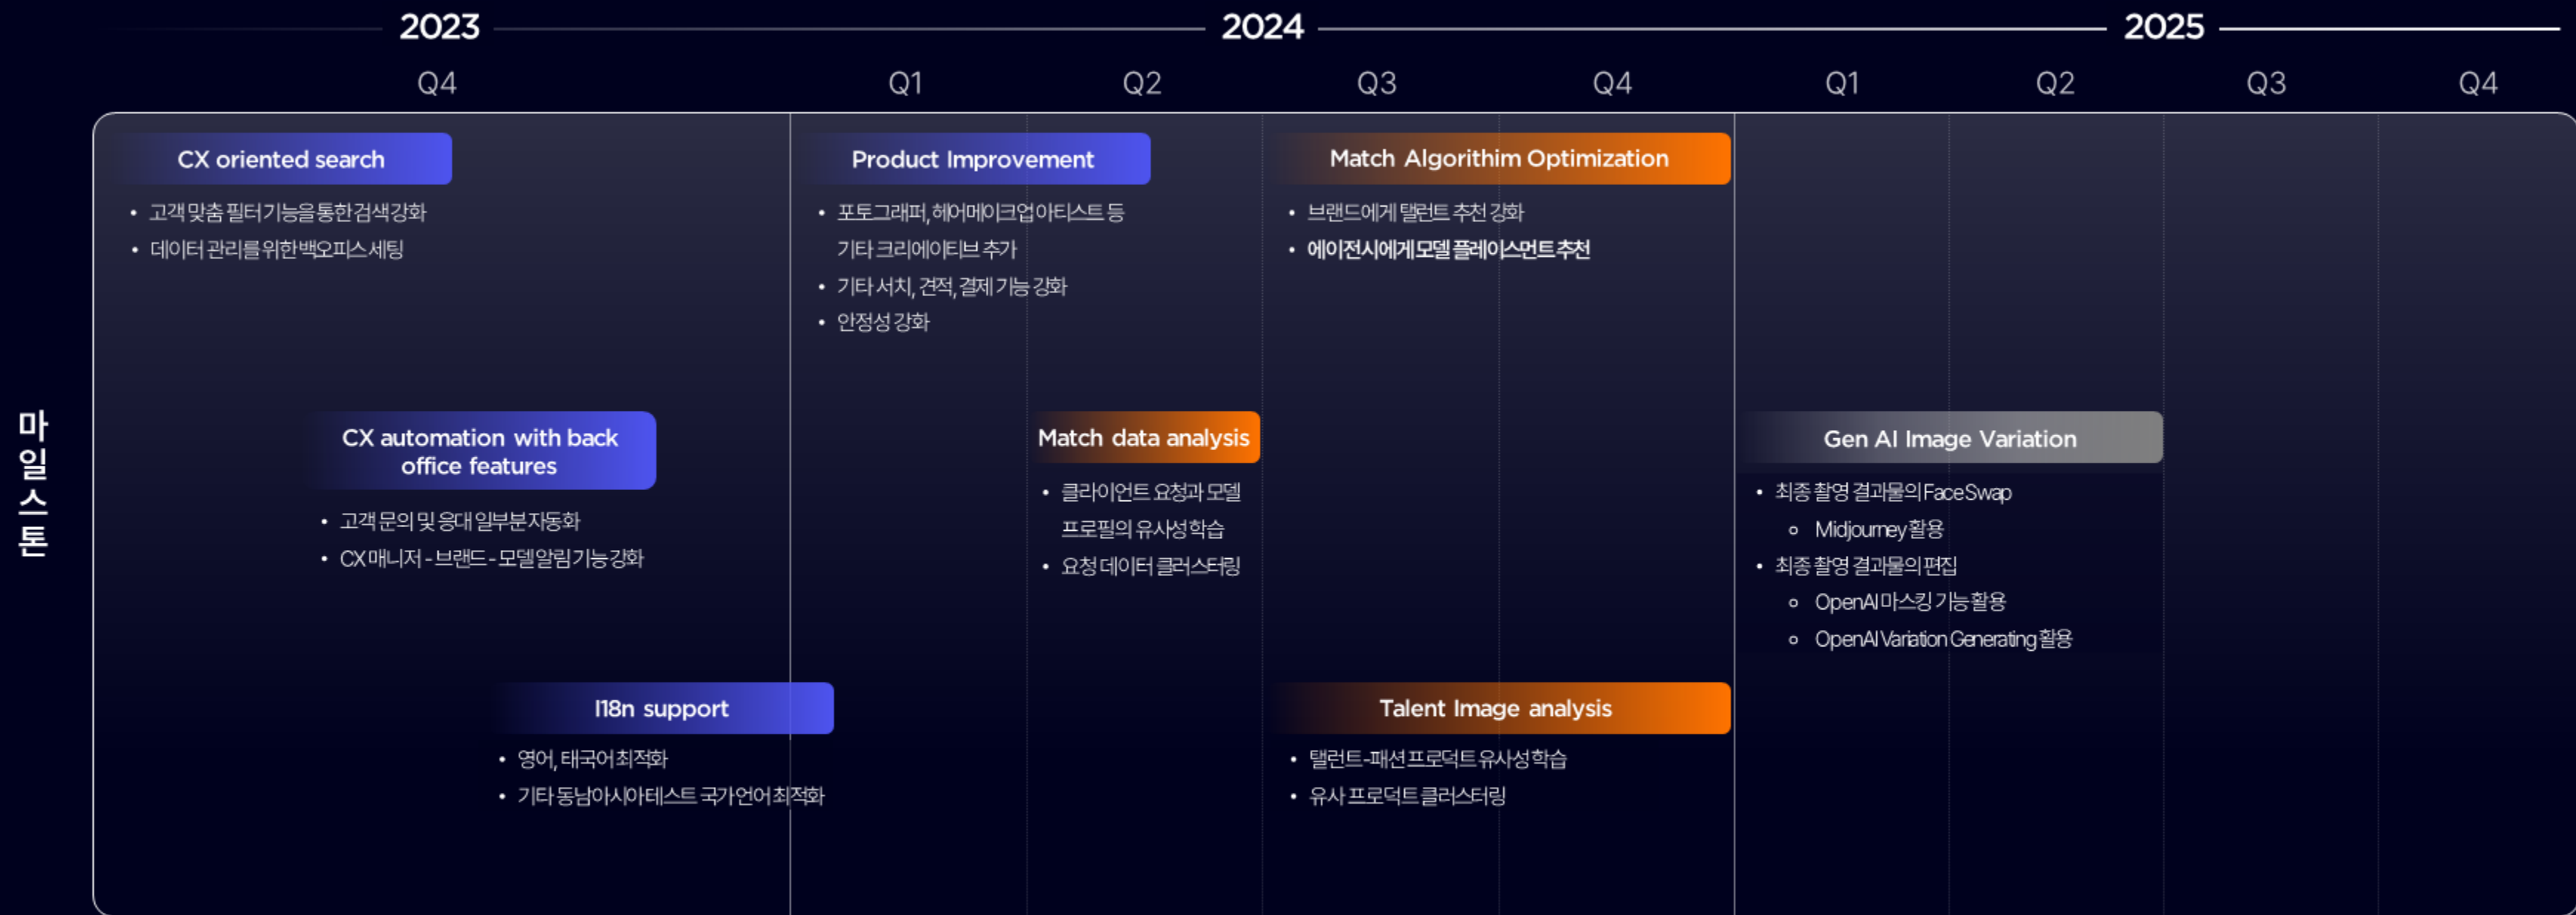 2023
2024
2025
Q4
Q1
Q2
Q3
Q4
Q1
Q2
Q3
Q4
마일스톤
CX oriented search
• 고객 맞춤 필터 기능을 통한 검색 강화
• 데이터 관리를 위한 백오피스 세팅
Product Improvement
• 포토그래퍼, 헤어메이크업 아티스트 등
기타 크리에이티브 추가
• 기타 서치, 견적, 결제 기능 강화
• 안정성 강화
Match Algorithim Optimization
• 브랜드에게 탤런트 추천 강화
• 에이전시에게 모델 플레이스먼트 추천
CX automation with back
office features
• 고객 문의 및 응대 일부분 자동화
• CX 매니저 - 브랜드 - 모델 알림 기능 강화
Match data analysis
• 클라이언트 요청과 모델
프로필의 유사성 학습
• 요청 데이터 클러스터링
Gen AI Image Variation
• 최종 촬영 결과물의 Face Swap
○ Midjourney 활용
• 최종 촬영 결과물의 편집
○ OpenAI 마스킹 기능 활용
○ OpenAI Variation Generating 활용
I18n support
• 영어, 태국어 최적화
• 기타 동남아시아 테스트 국가 언어 최적화
Talent Image analysis
• 탤런트-패션 프로덕트 유사성 학습
• 유사 프로덕트 클러스터링